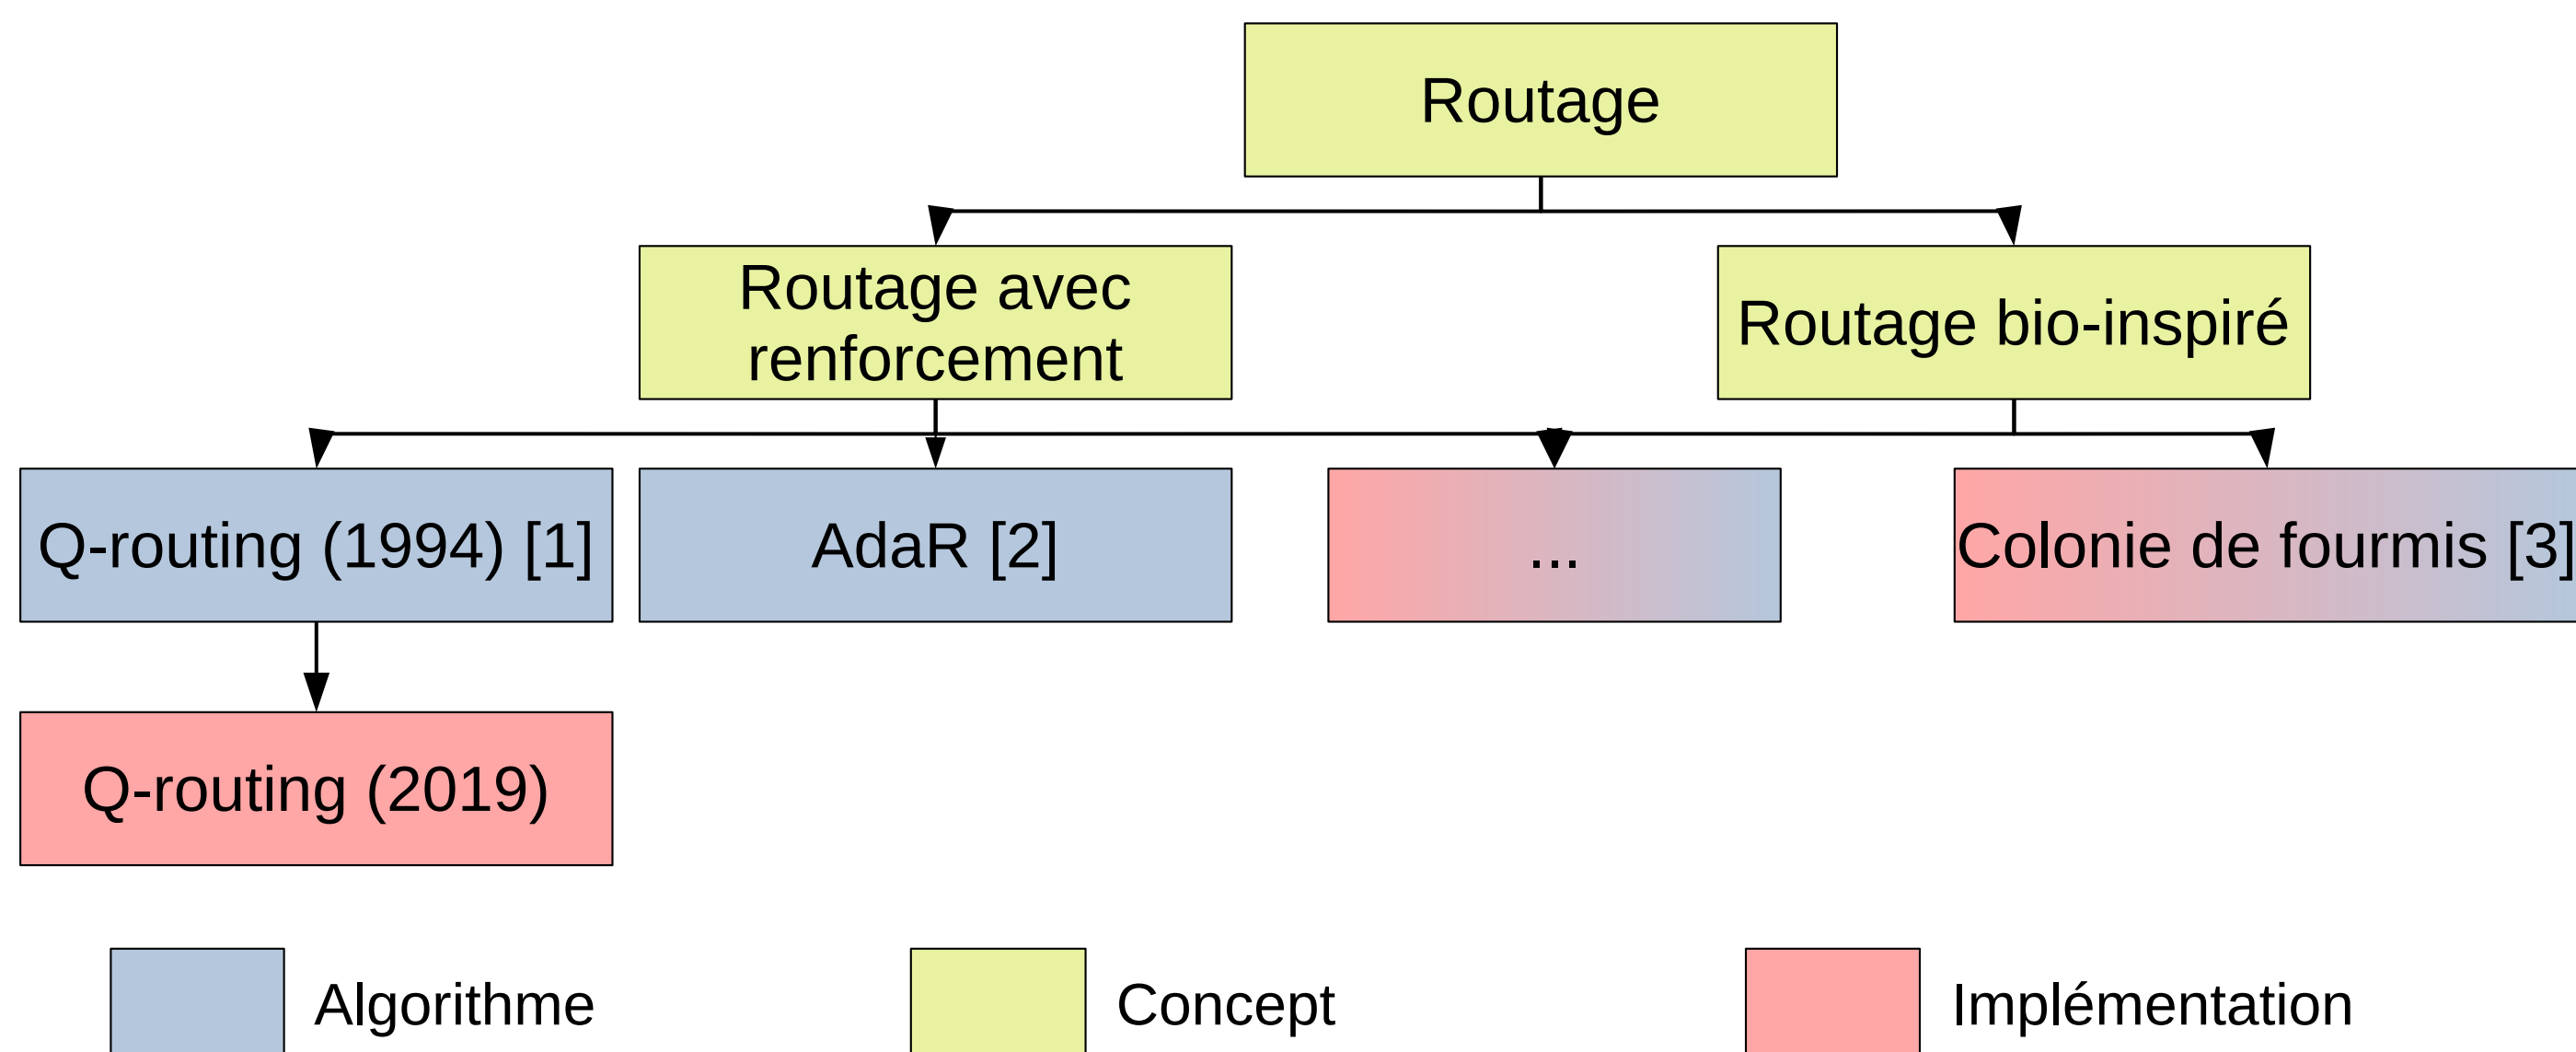 Routage
Routage avec
renforcement
Routage bio-inspiré
Q-routing (1994) [1]
AdaR [2]
...
Colonie de fourmis [3]
Q-routing (2019)
Algorithme
Concept
Implémentation